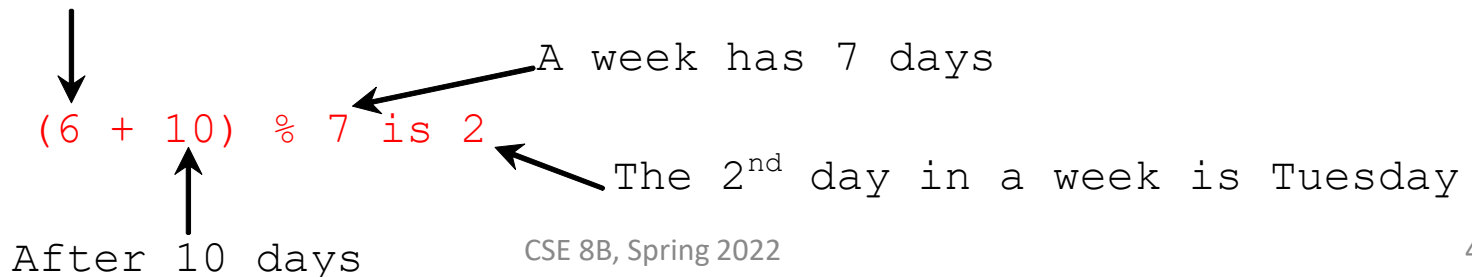 A week has 7 days
(6 + 10) % 7 is 2
The 2nd day in a week is Tuesday
After 10 days
CSE 8B, Spring 2022
4